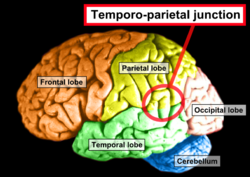 Temporo-parietal junction
Parietal lobe
Frontal lobe
Occipital lobe
Temporal lobe
Cerebellum